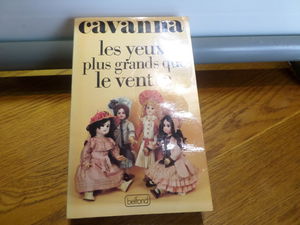 cavanna
les yeux
plus grands que
le ventre
belfond